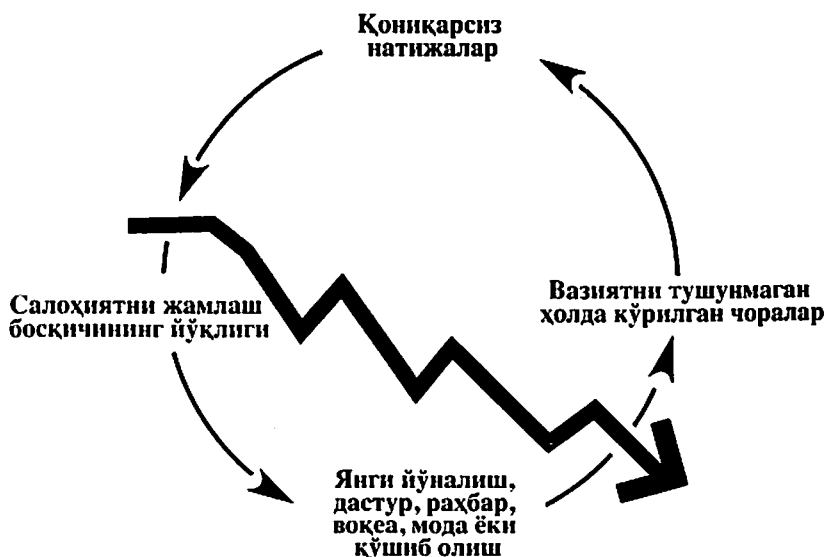 Қониқарсиз
натижалар
Салоҳиятни жамлаш
босқичининг йўқлиги
Вазиятни тушунмаган
ҳолда кўрилган чоралар
Янги йўналиш,
дастур, раҳбар,
воқеа, мода ёки
қўшиб олиш